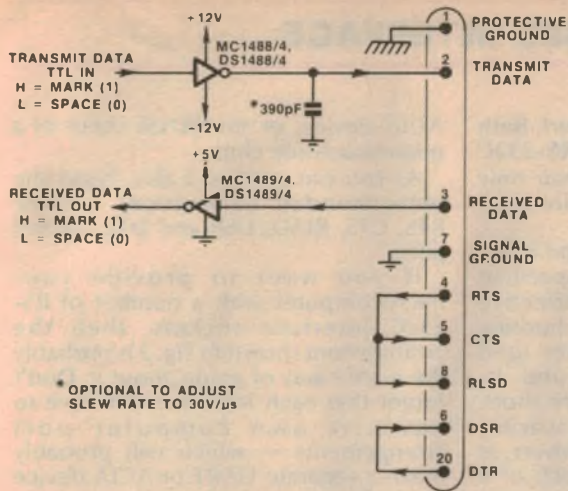 +12V
MC1488/4,
DS1488/4
TRANSMIT DATA
TTL IN
H = MARK (1)
L = SPACE (0)
*390pF
-12V
+5V
MC1489/4,
DS1489/4
RECEIVED DATA
TTL OUT
H = MARK (1)
L = SPACE (0)
* OPTIONAL TO ADJUST
SLEW RATE TO 30V/µs
1 PROTECTIVE
GROUND
2 TRANSMIT
DATA
3 RECEIVED
DATA
7 SIGNAL
GROUND
4 RTS
5 CTS
8 RLSD
6 DSR
20 DTR